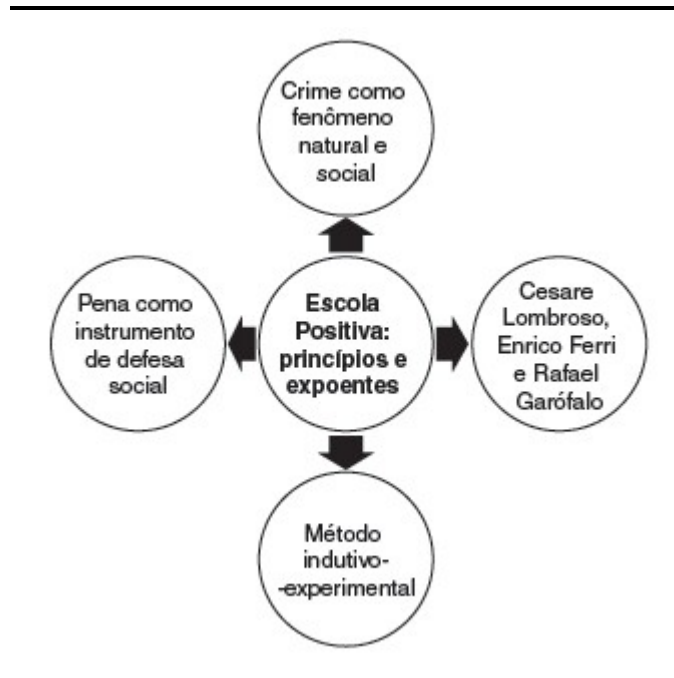 Crime como
fenômeno
natural e
social
Pena como
instrumento
de defesa
social
Escola
Positiva:
princípios e
expoentes
Cesare
Lombroso,
Enrico Ferri
e Rafael
Garófalo
Método
indutivo-
-experimental